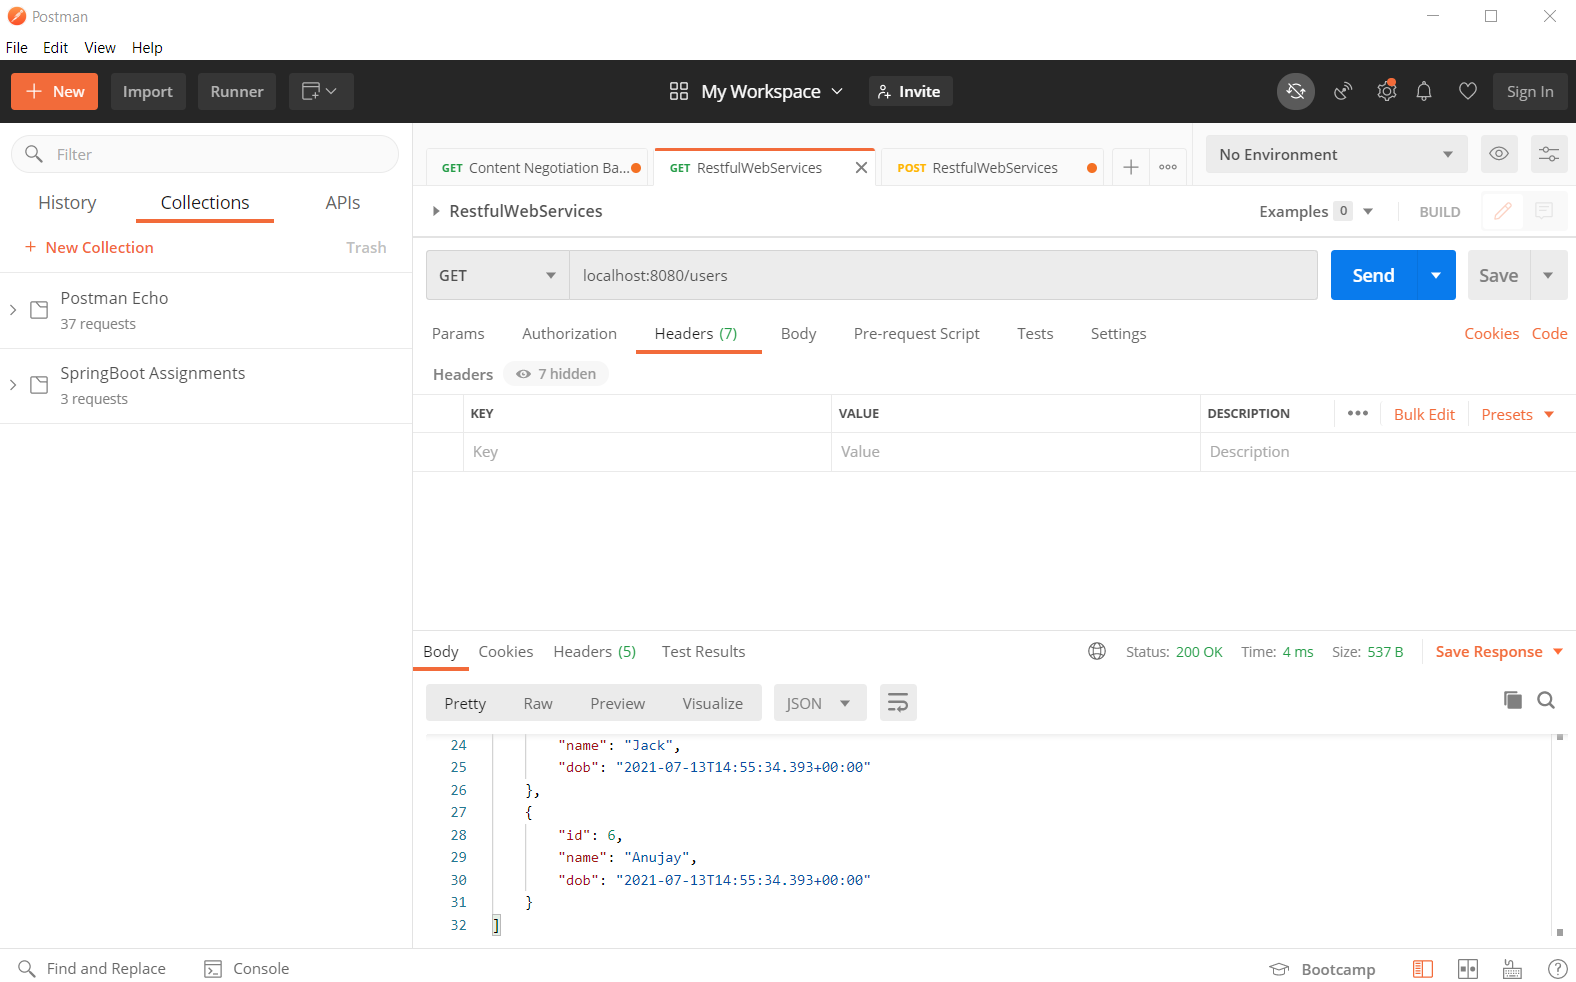 Postman
File Edit View Help
New Import Runner My Workspace Invite Sign In
Filter
History Collections APIs
+ New Collection Trash
Postman Echo
37 requests
SpringBoot Assignments
3 requests
GET Content Negotiation Ba... GET RestfulWebServices POST RestfulWebServices No Environment
RestfulWebServices Examples 0 BUILD
GET localhost:8080/users Send Save
Params Authorization Headers (7) Body Pre-request Script Tests Settings Cookies Code
Headers 7 hidden
KEY VALUE DESCRIPTION ••• Bulk Edit Presets
Key Value Description
Body Cookies Headers (5) Test Results Status: 200 OK Time: 4 ms Size: 537 B Save Response
Pretty Raw Preview Visualize JSON
24 "name": "Jack",
25 "dob": "2021-07-13T14:55:34.393+00:00"
26 },
27 {
28 "id": 6,
29 "name": "Anujay",
30 "dob": "2021-07-13T14:55:34.393+00:00"
31 }
32 ]
Find and Replace Console Bootcamp